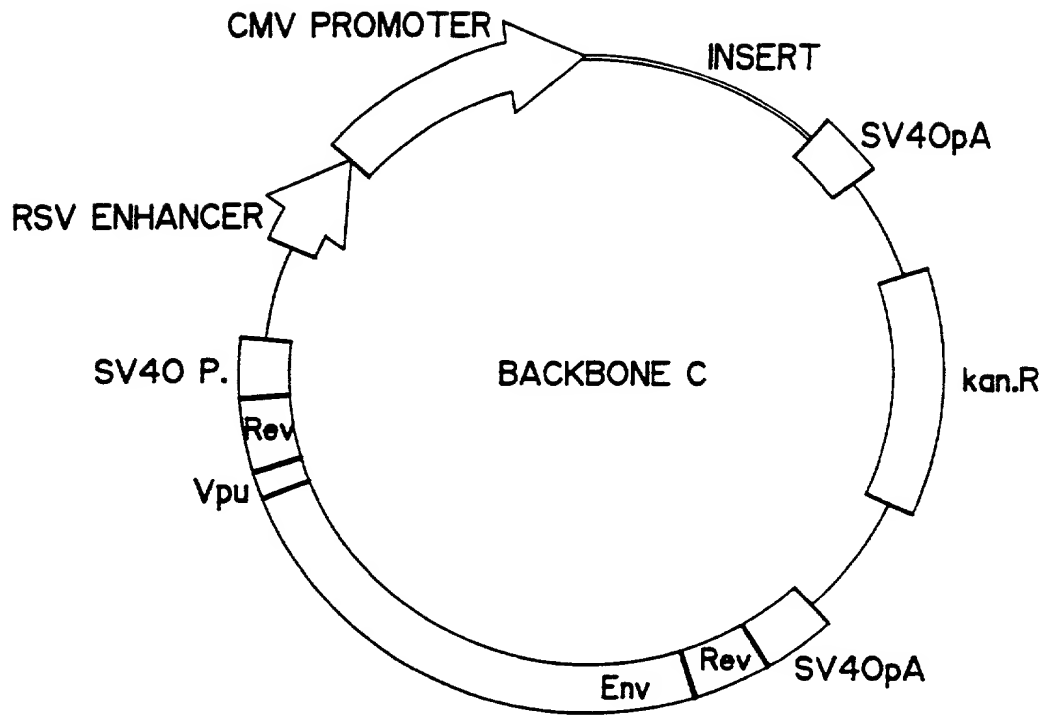 CMV PROMOTER
INSERT
SV40pA
RSV ENHANCER
SV40 P.
BACKBONE C
kan.R
Rev
Vpu
Rev
SV40pA
Env